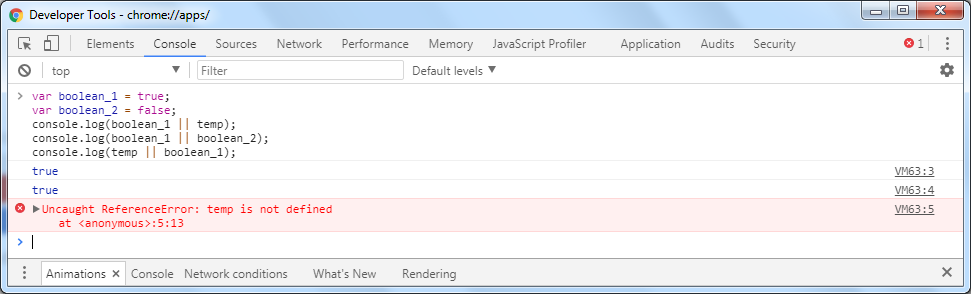 Developer Tools - chrome://apps/
Elements Console Sources Network Performance Memory JavaScript Profiler Application Audits Security 1
top Filter Default levels
> var boolean_1 = true;
var boolean_2 = false;
console.log(boolean_1 || temp);
console.log(boolean_1 || boolean_2);
console.log(temp || boolean_1);
true VM63:3
true VM63:4
Uncaught ReferenceError: temp is not defined VM63:5
at <anonymous>:5:13
>
Animations Console Network conditions What's New Rendering